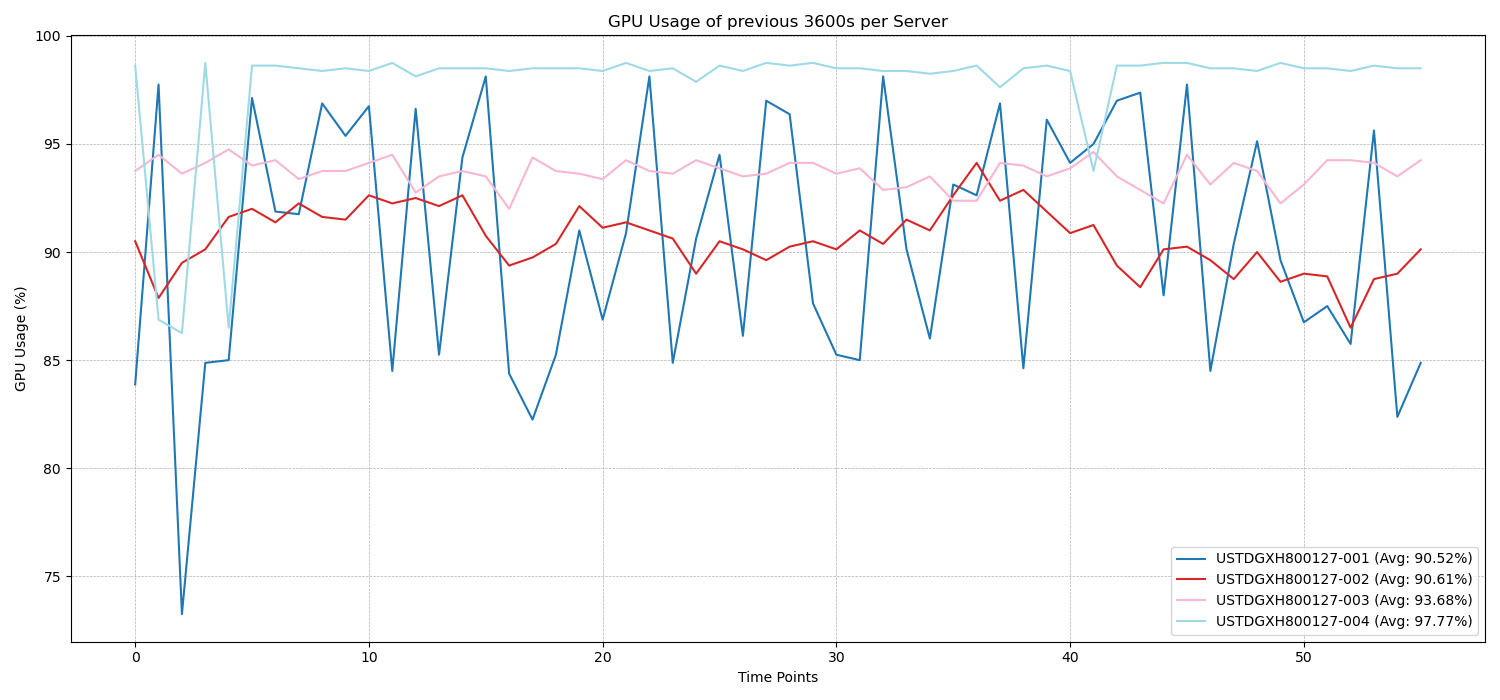 GPU Usage of previous 3600s per Server
100
95
90
85
80
75
GPU Usage (%)
USTDGXH800127-001 (Avg: 90.52%)
USTDGXH800127-002 (Avg: 90.61%)
USTDGXH800127-003 (Avg: 93.68%)
USTDGXH800127-004 (Avg: 97.77%)
0 10 20 30 40 50
Time Points